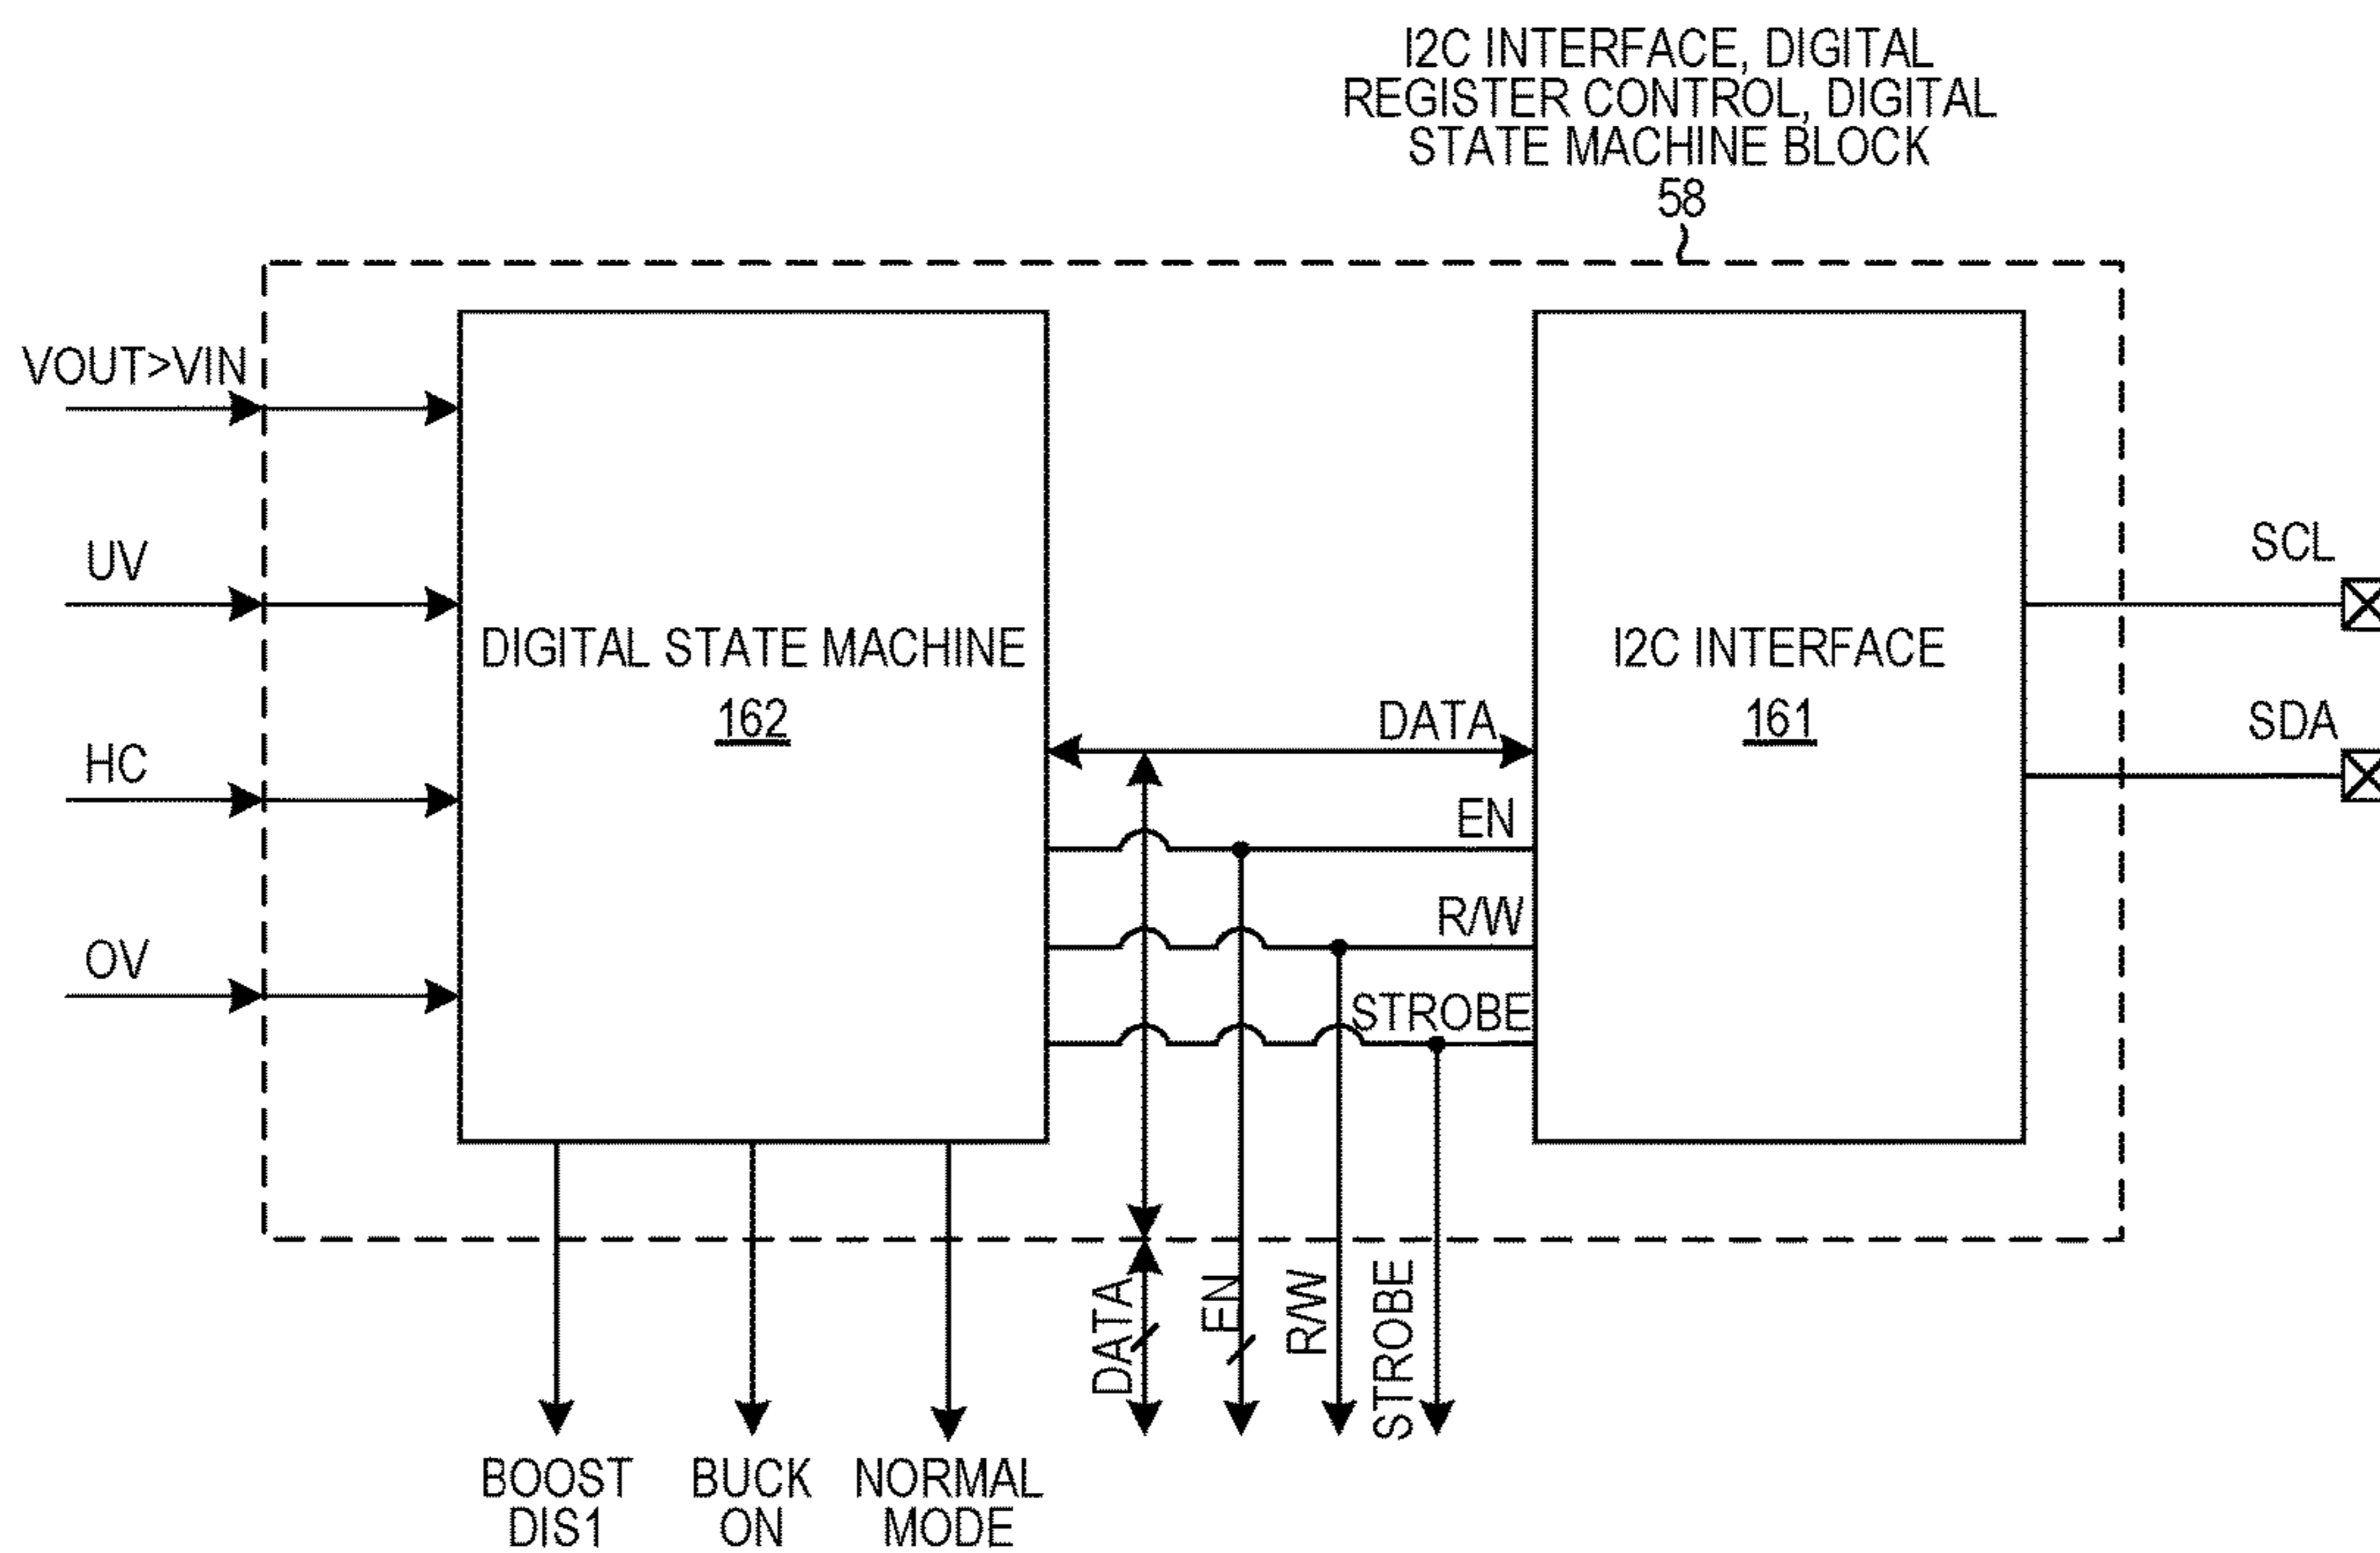 I2C INTERFACE, DIGITAL
REGISTER CONTROL, DIGITAL
STATE MACHINE BLOCK
58
VOUT>VIN
UV
HC
OV
DIGITAL STATE MACHINE
162
I2C INTERFACE
161
SCL
SDA
DATA
EN
R/W
STROBE
DATA
EN
R/W
STROBE
BOOST
DIS1
BUCK
ON
NORMAL
MODE